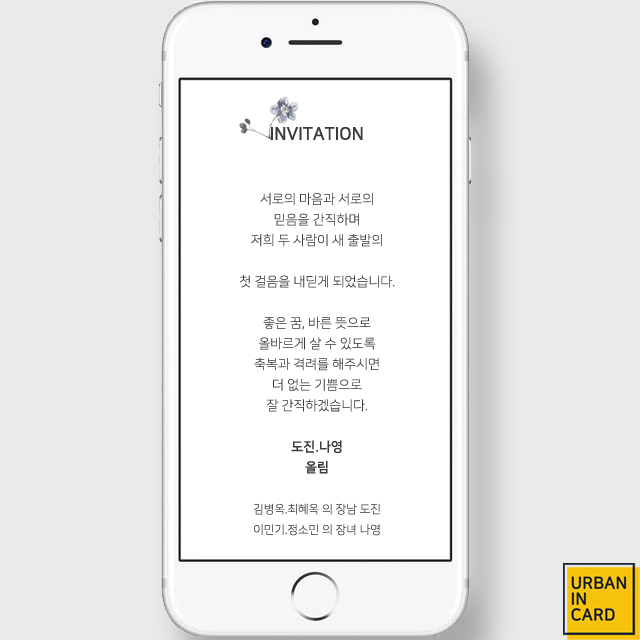 INVITATION
서로의 마음과 서로의
믿음을 간직하며
저희 두 사람이 새 출발의
첫 걸음을 내딛게 되었습니다.
좋은 꿈, 바른 뜻으로
올바르게 살 수 있도록
축복과 격려를 해주시면
더 없는 기쁨으로
잘 간직하겠습니다.
도진.나영
올림
김병옥.최혜옥 의 장남 도진
이민기.정소민 의 장녀 나영
URBAN
IN
CARD